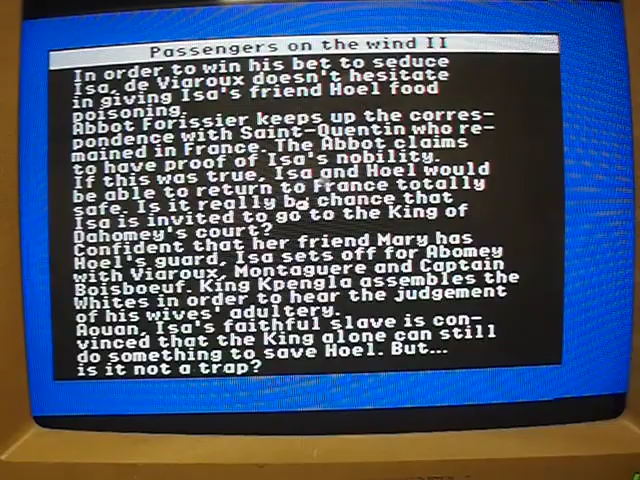 Passengers on the wind II
In order to win his bet to seduce
Isa, de Viaroux doesn't hesitate
in giving Isa's friend Hoel food
poisoning.
Abbot Forissier keeps up the corres-
pondence with Saint-Quentin who re-
mained in France. The Abbot claims
to have proof of Isa's nobility.
If this was true, Isa and Hoel would
be able to return to France totally
safe. Is it really by chance that
Isa is invited to go to the King of
Dahomey's court?
Confident that her friend Mary has
Hoel's guard, Isa sets off for Abomey
with Viaroux, Montaguere and Captain
Boisboeuf. King Kpengla assembles the
Whites in order to hear the judgement
of his wives' adultery.
Aouan, Isa's faithful slave is con-
vinced that the King alone can still
do something to save Hoel. But...
is it not a trap?